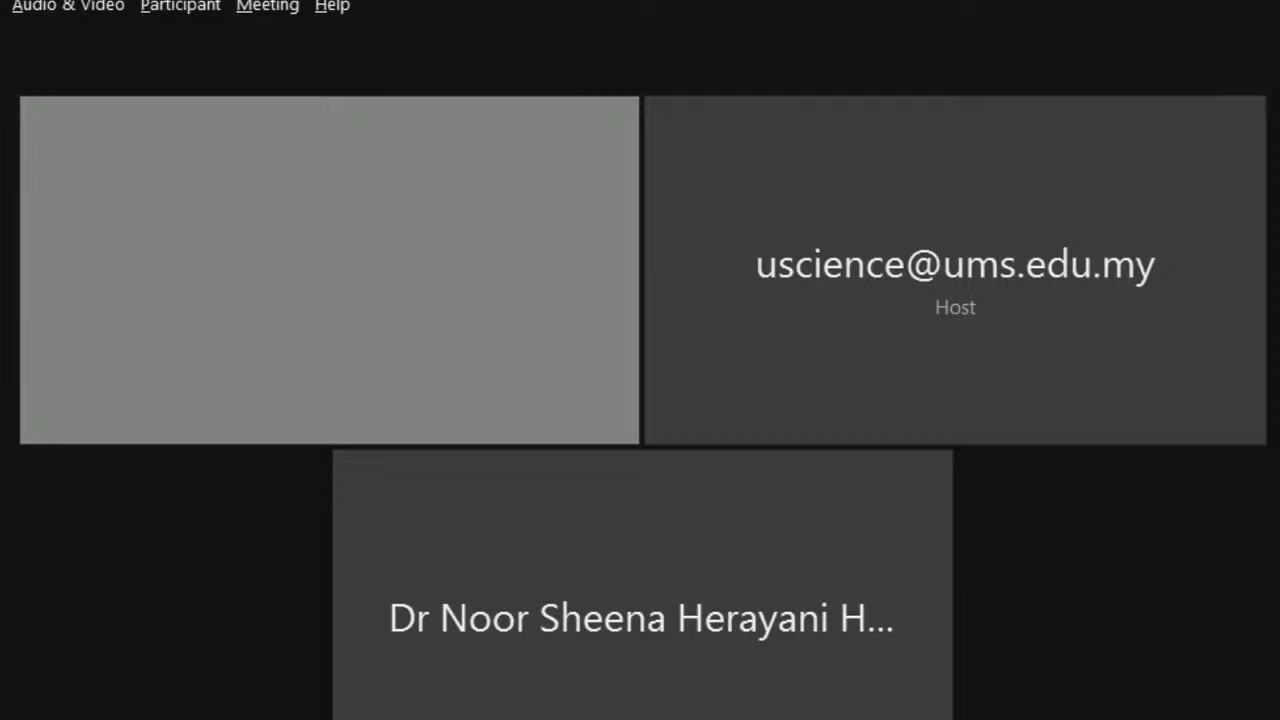 Audio & Video Participant Meeting Help
uscience@ums.edu.my
Host
Dr Noor Sheena Herayani H...